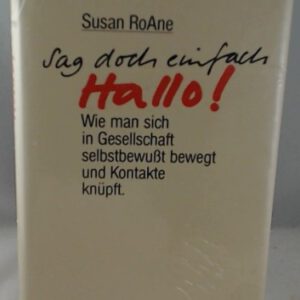 Susan RoAne
Sag doch einfach
Hallo!
Wie man sich
in Gesellschaft
selbstbewußt bewegt
und Kontakte
knüpft.